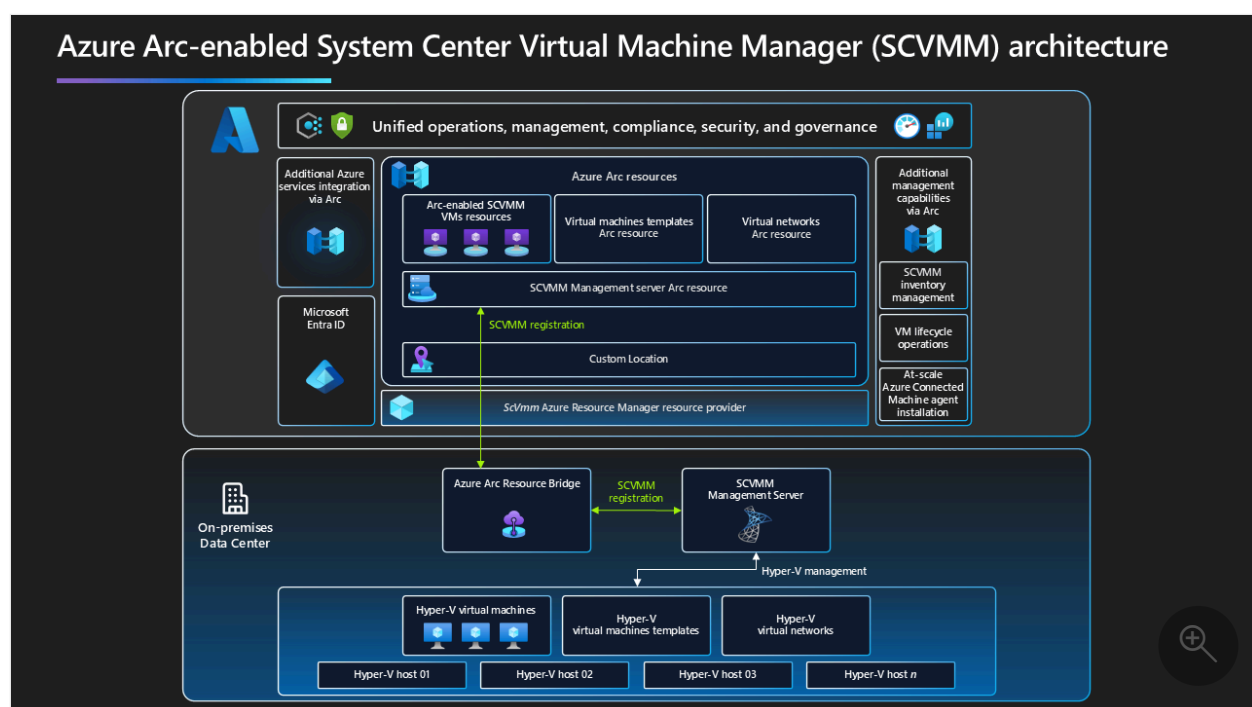 Azure Arc-enabled System Center Virtual Machine Manager (SCVMM) architecture
Unified operations, management, compliance, security, and governance
Additional Azure
services integration
via Arc
Microsoft
Entra ID
Azure Arc resources
Arc-enabled SCVMM
VMs resources
Virtual machines templates
Arc resource
Virtual networks
Arc resource
SCVMM Management server Arc resource
SCVMM registration
Custom Location
ScVmm Azure Resource Manager resource provider
Additional
management
capabilities
via Arc
SCVMM
inventory
management
VM lifecycle
operations
At-scale
Azure Connected
Machine agent
installation
On-premises
Data Center
Azure Arc Resource Bridge
SCVMM
registration
SCVMM
Management Server
Hyper-V management
Hyper-V virtual machines
Hyper-V
virtual machines templates
Hyper-V
virtual networks
Hyper-V host 01
Hyper-V host 02
Hyper-V host 03
Hyper-V host n